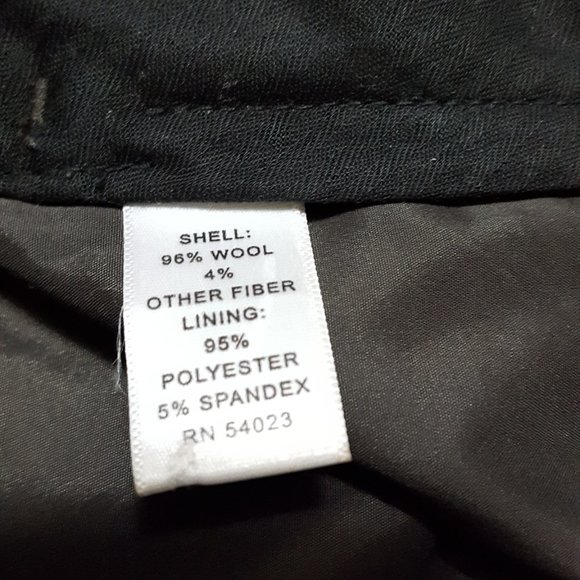 SHELL:
96% WOOL
4%
OTHER FIBER
LINING:
95%
POLYESTER
5% SPANDEX
RN 54023